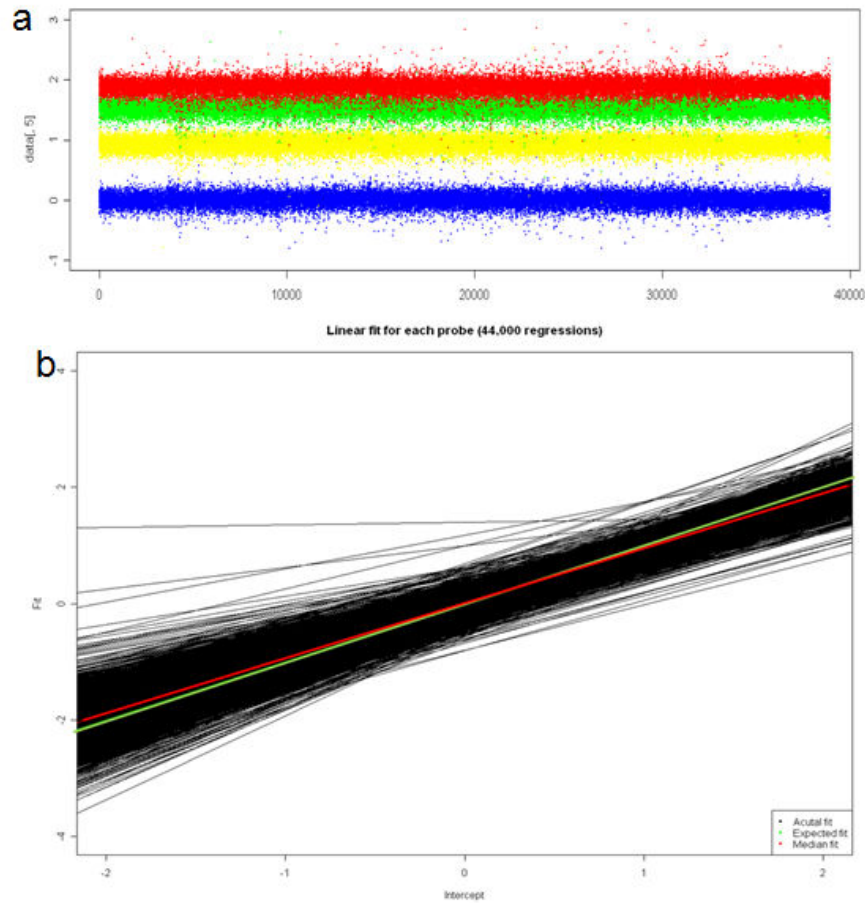 a
3
2
1
0
-1
data[, 5]
0 10000 20000 30000 40000
Linear fit for each probe (44,000 regressions)
b
4
2
0
-2
-4
Fit
-2 -1 0 1 2
Intercept
Acutal fit
Expected fit
Median fit